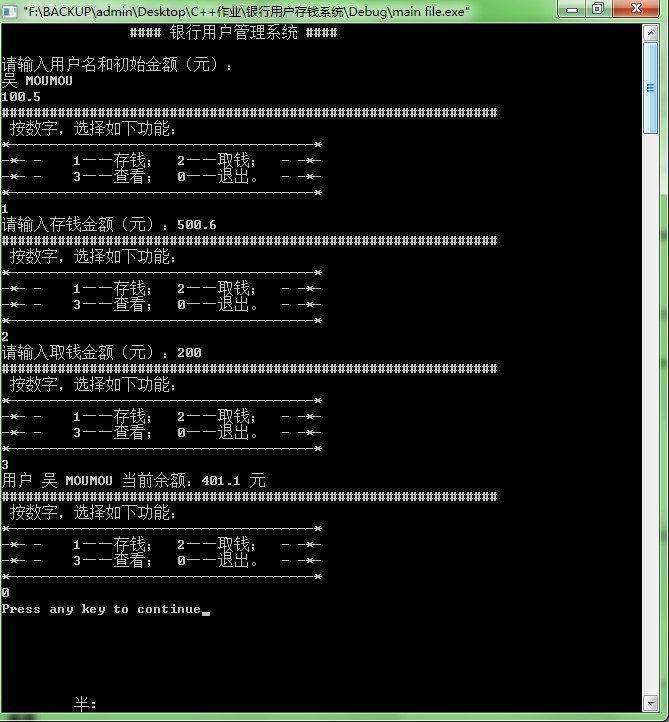 "F:\BACKUP\admin\Desktop\C++作业\银行用户存钱系统\Debug\main file.exe"
#### 银行用户管理系统 ####
请输入用户名和初始金额（元）：
吴 MOUMOU
100.5
##############################################################
按数字，选择如下功能：
*--------------------------------------*
-*- -    1——存钱；  2——取钱；   - -*-
         3——查看；  0——退出。   - -*-
*--------------------------------------*
1
请输入存钱金额（元）：500.6
##############################################################
按数字，选择如下功能：
*--------------------------------------*
-*- -    1——存钱；  2——取钱；   - -*-
-*- -    3——查看；  0——退出。   - -*-
*--------------------------------------*
2
请输入取钱金额（元）：200
##############################################################
按数字，选择如下功能：
*--------------------------------------*
-*- -    1——存钱；  2——取钱；   - -*-
-*- -    3——查看；  0——退出。   - -*-
*--------------------------------------*
3
用户 吴 MOUMOU 当前余额：401.1 元
##############################################################
按数字，选择如下功能：
*--------------------------------------*
-*- -    1——存钱；  2——取钱；   - -*-
-*- -    3——查看；  0——退出。   - -*-
*--------------------------------------*
0
Press any key to continue_
半：